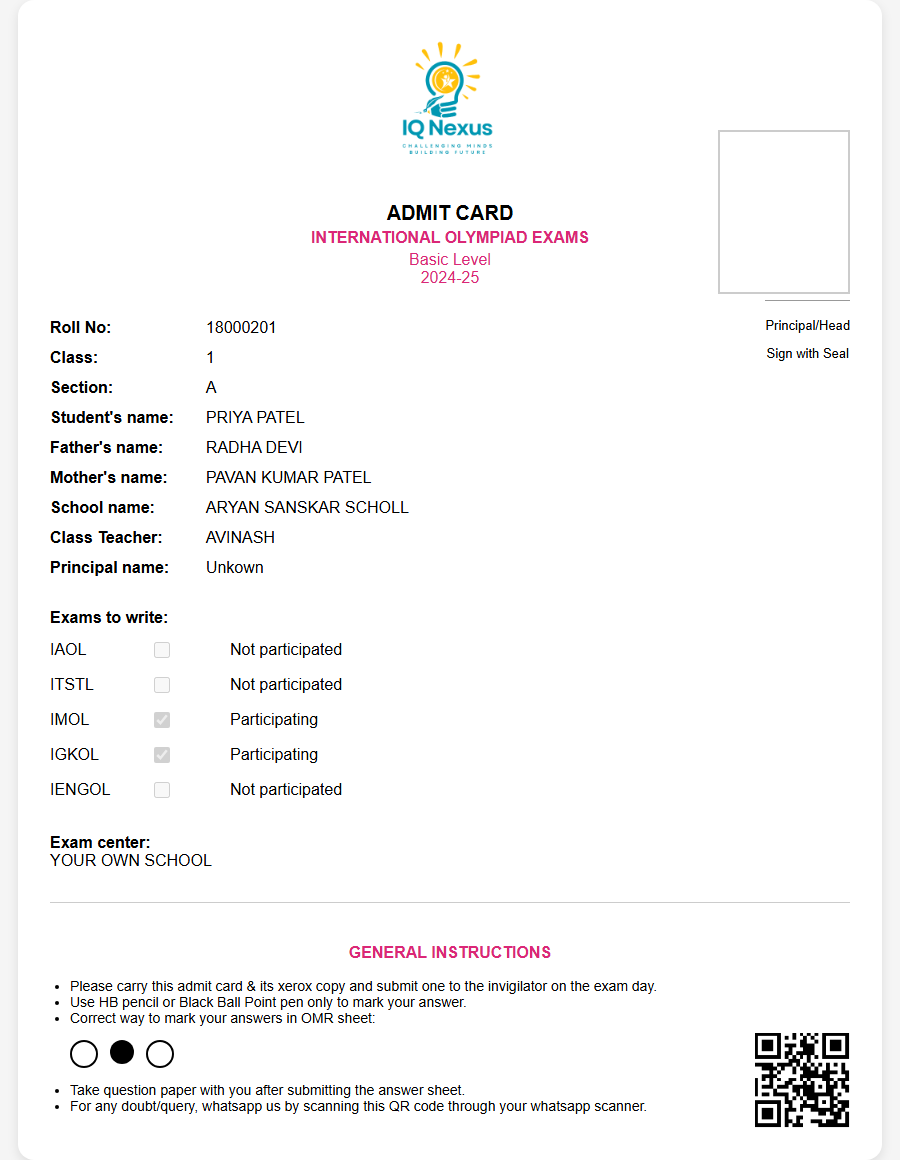 IQ Nexus
CHALLENGING MINDS
BUILDING FUTURE
ADMIT CARD
INTERNATIONAL OLYMPIAD EXAMS
Basic Level
2024-25
Principal/Head
Sign with Seal
Roll No: 18000201
Class: 1
Section: A
Student's name: PRIYA PATEL
Father's name: RADHA DEVI
Mother's name: PAVAN KUMAR PATEL
School name: ARYAN SANSKAR SCHOLL
Class Teacher: AVINASH
Principal name: Unkown
Exams to write:
IAOL Not participated
ITSTL Not participated
IMOL Participating
IGKOL Participating
IENGOL Not participated
Exam center:
YOUR OWN SCHOOL
GENERAL INSTRUCTIONS
• Please carry this admit card & its xerox copy and submit one to the invigilator on the exam day.
• Use HB pencil or Black Ball Point pen only to mark your answer.
• Correct way to mark your answers in OMR sheet:
• Take question paper with you after submitting the answer sheet.
• For any doubt/query, whatsapp us by scanning this QR code through your whatsapp scanner.